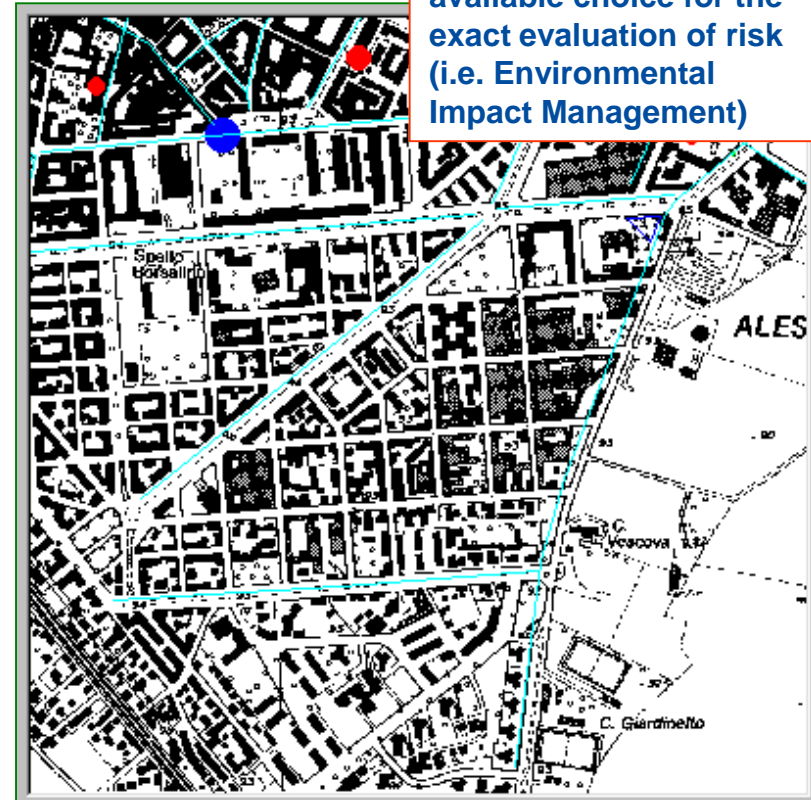 available choice for the
exact evaluation of risk
(i.e. Environmental
Impact Management)
Spalto
Borsalino
ALES
C.
Vescova
C. Giardinetto